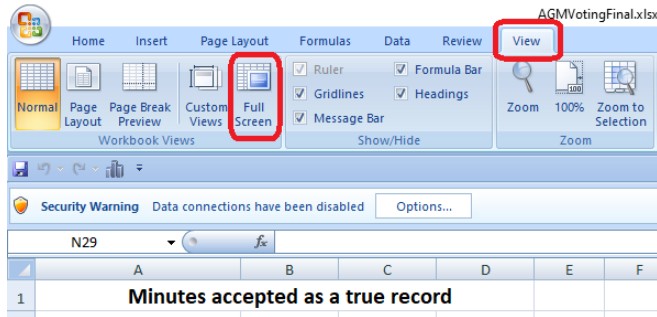 AGMVotingFinal.xlsx
Home Insert Page Layout Formulas Data Review View
Normal
Page Layout
Page Break Preview
Custom Views
Full Screen
Workbook Views
Ruler
Formula Bar
Gridlines
Headings
Message Bar
Show/Hide
Zoom
100
100%
Zoom to Selection
Zoom
Security Warning Data connections have been disabled Options...
N29 fx
A B C D E F
1 Minutes accepted as a true record